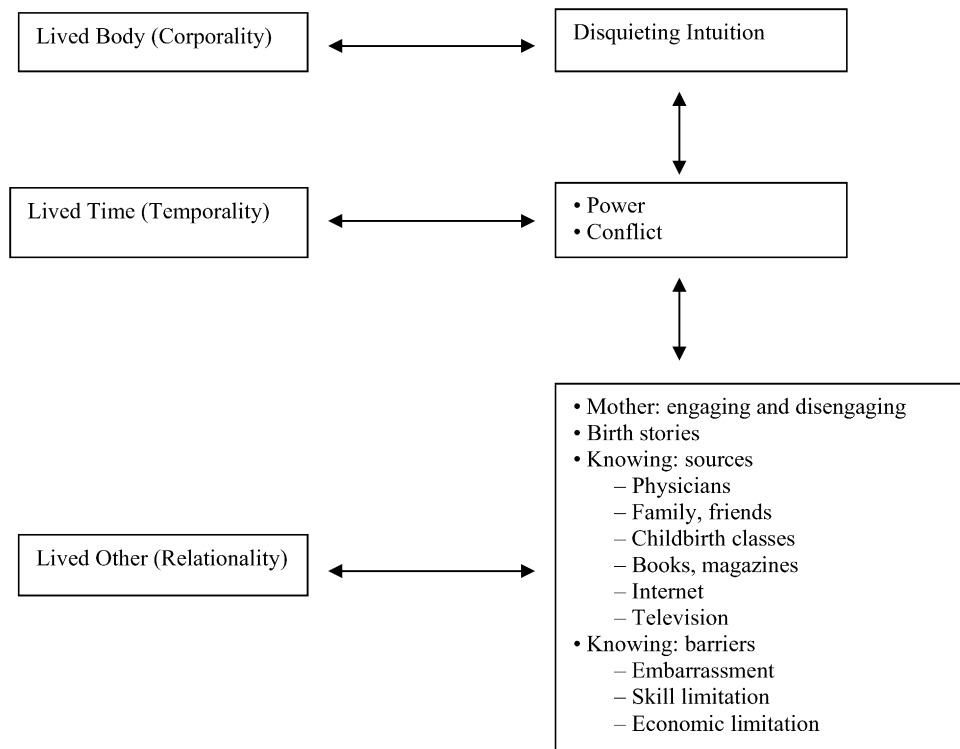 Lived Body (Corporality)
Disquieting Intuition
Lived Time (Temporality)
• Power
• Conflict
Lived Other (Relationality)
• Mother: engaging and disengaging
• Birth stories
• Knowing: sources
– Physicians
– Family, friends
– Childbirth classes
– Books, magazines
– Internet
– Television
• Knowing: barriers
– Embarrassment
– Skill limitation
– Economic limitation